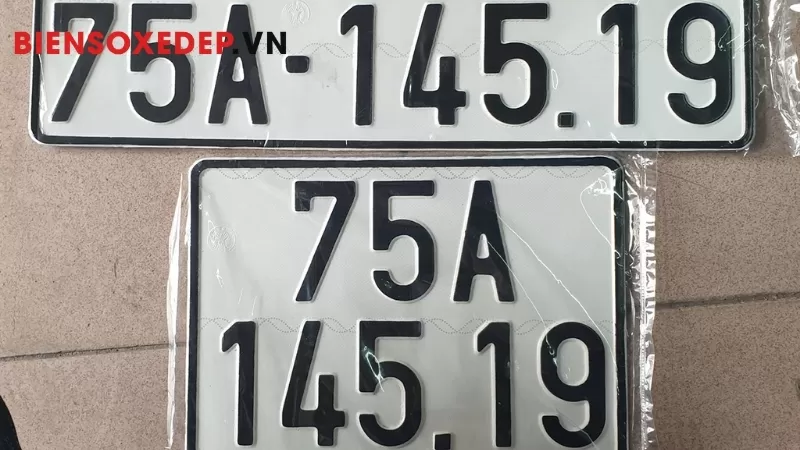 BIENSOXEDEP.VN
75A-145.19
75A
145.19